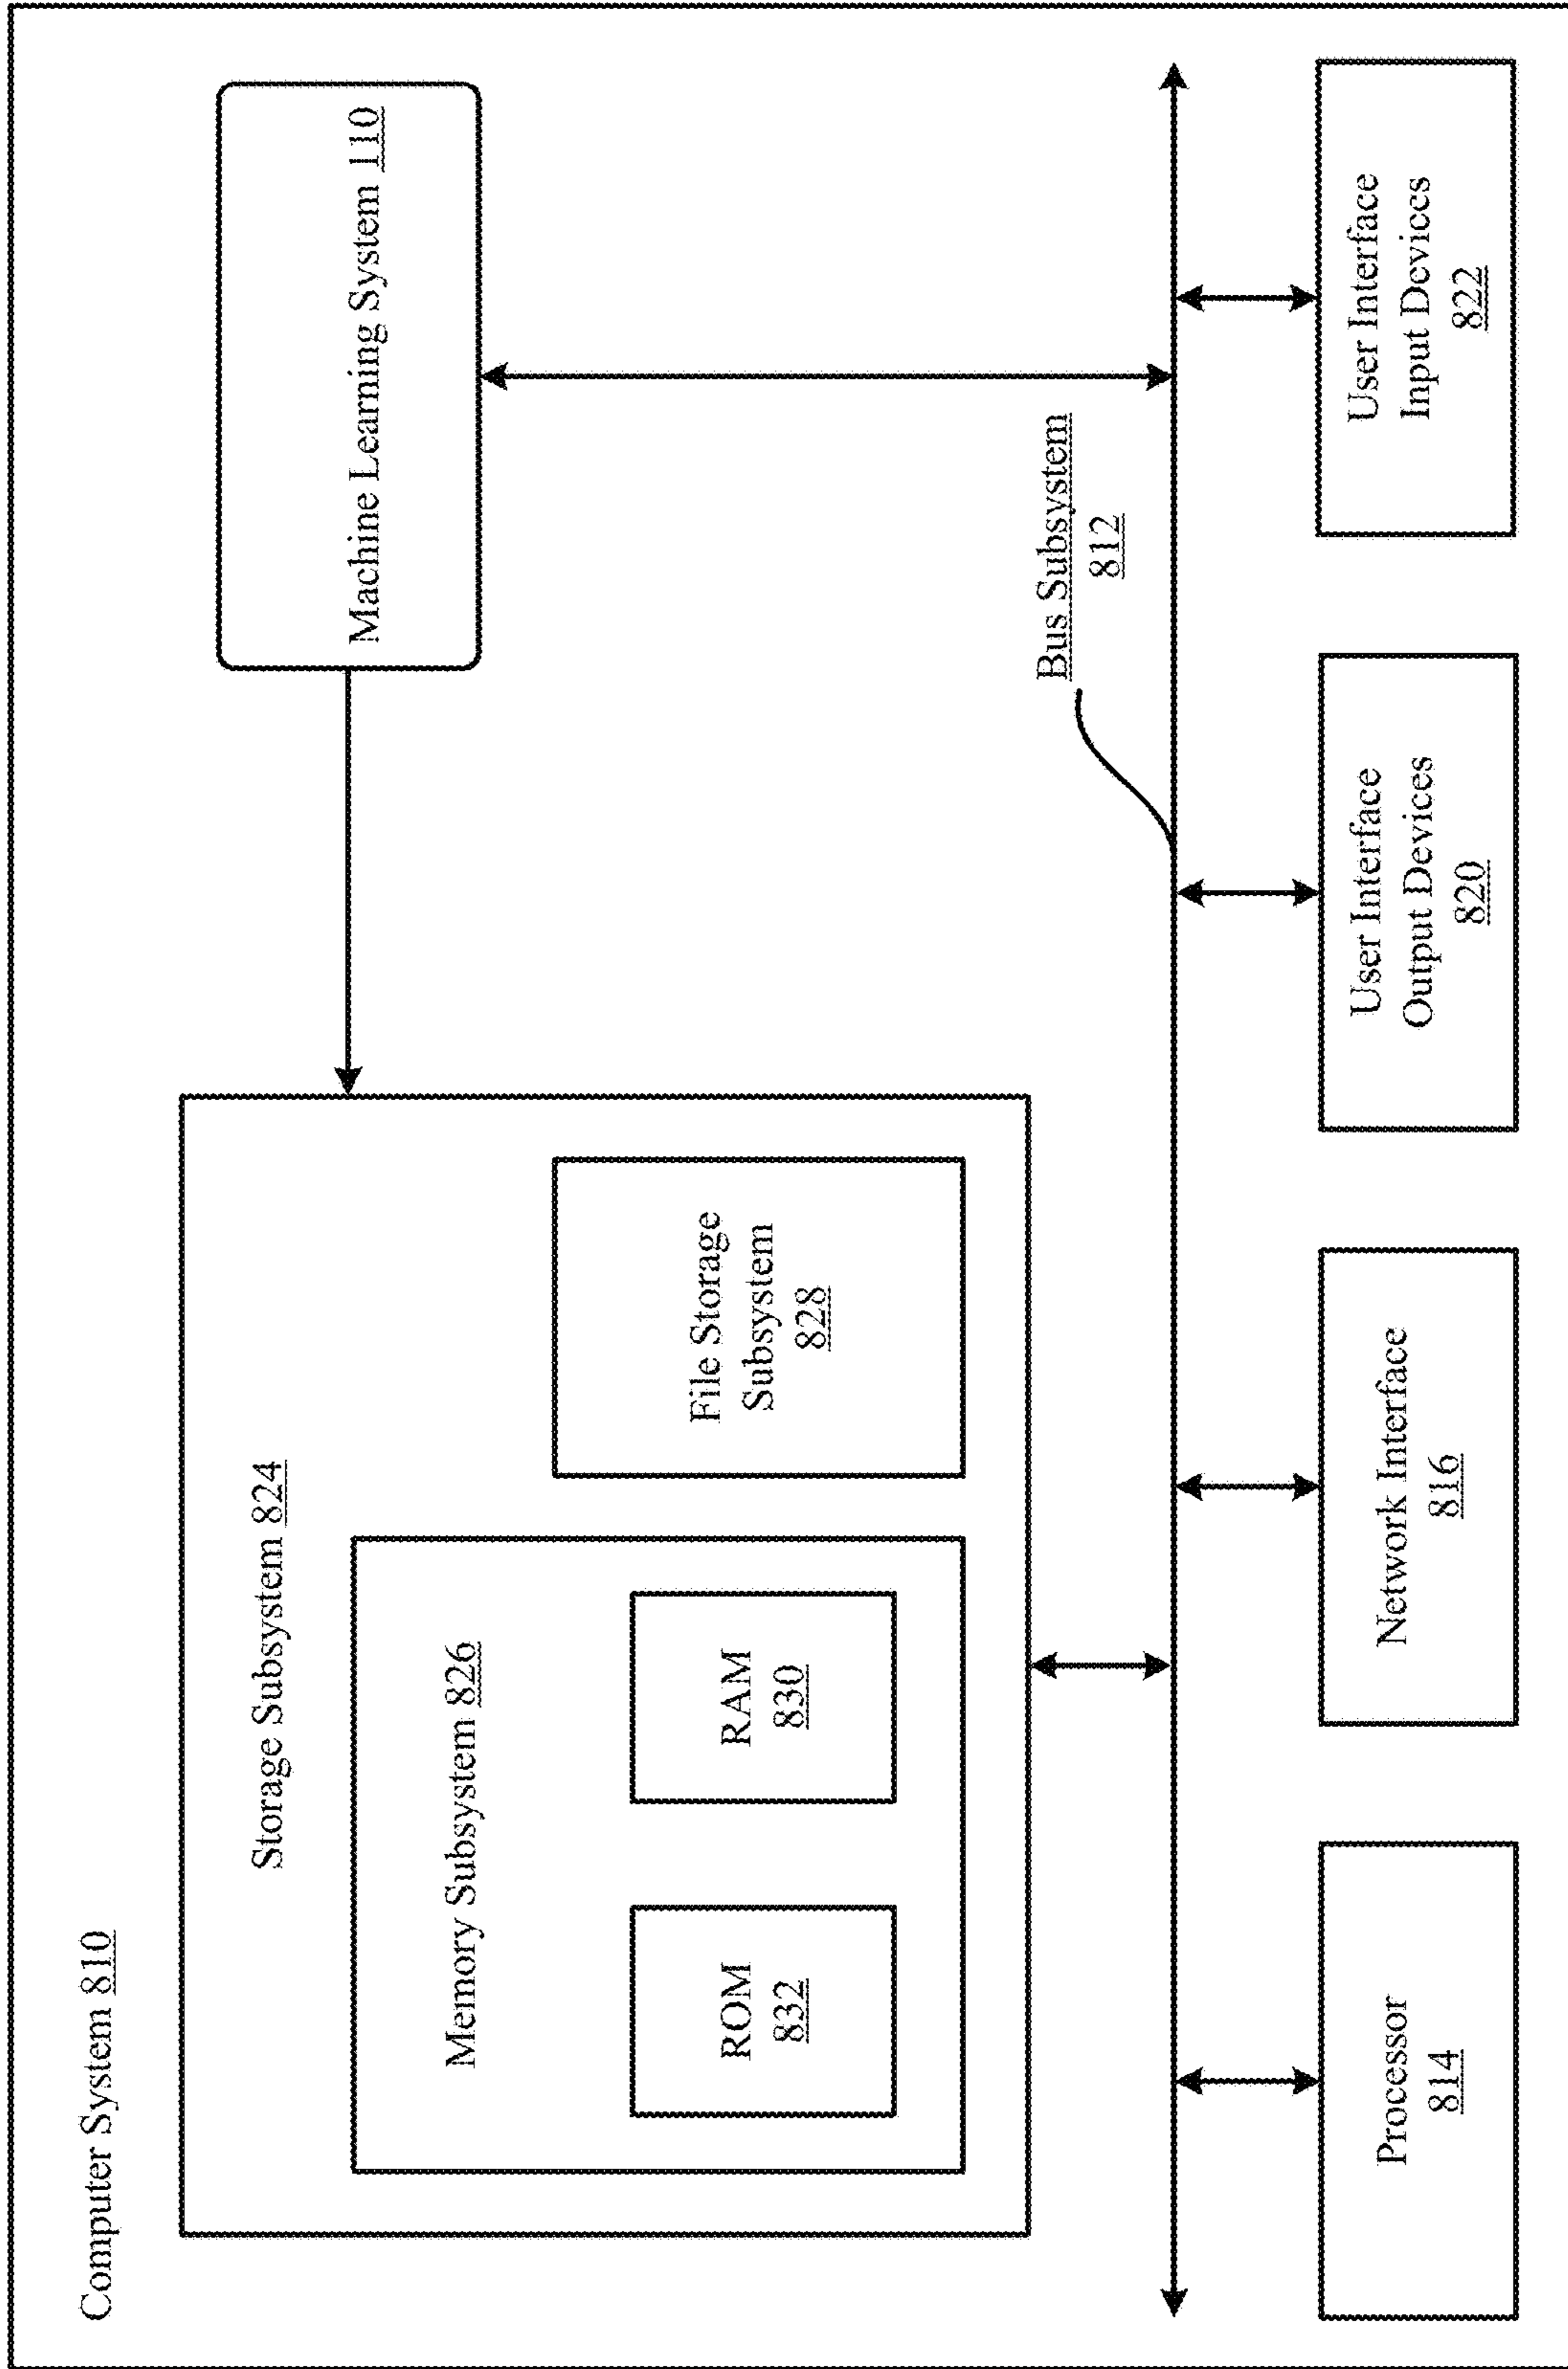 Computer System 810
Storage Subsystem 824
Memory Subsystem 826
ROM
832
RAM
830
File Storage
Subsystem
828
Machine Learning System 110
Bus Subsystem
812
Processor
814
Network Interface
816
User Interface
Output Devices
820
User Interface
Input Devices
822